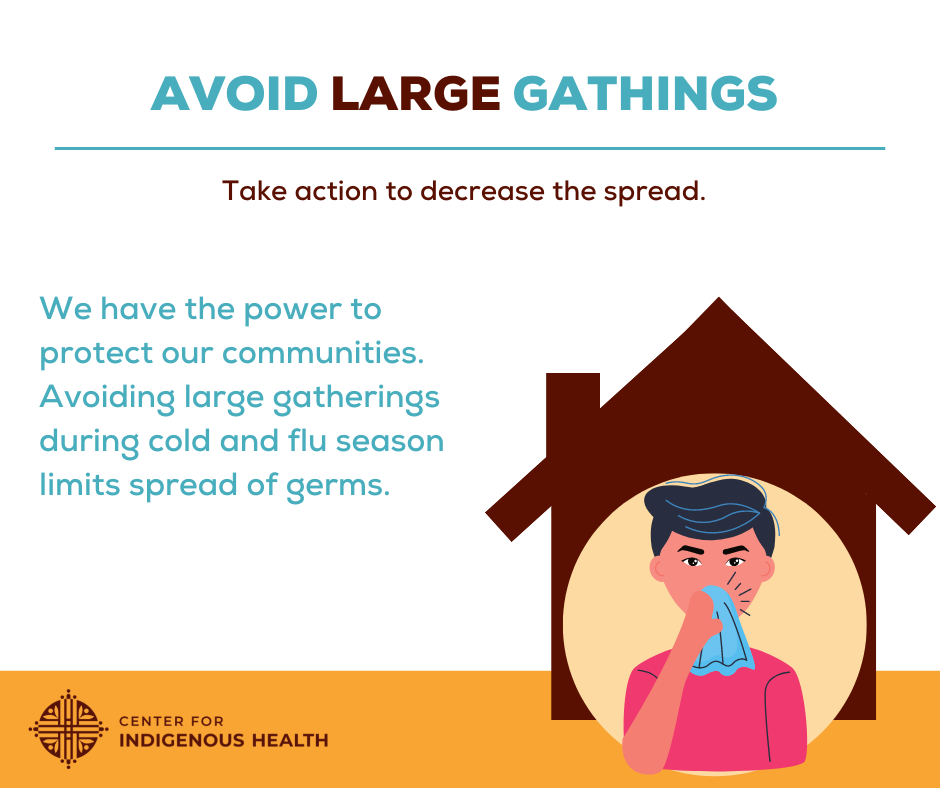 AVOID LARGE GATHINGS
Take action to decrease the spread.
We have the power to
protect our communities.
Avoiding large gatherings
during cold and flu season
limits spread of germs.
CENTER FOR
INDIGENOUS HEALTH